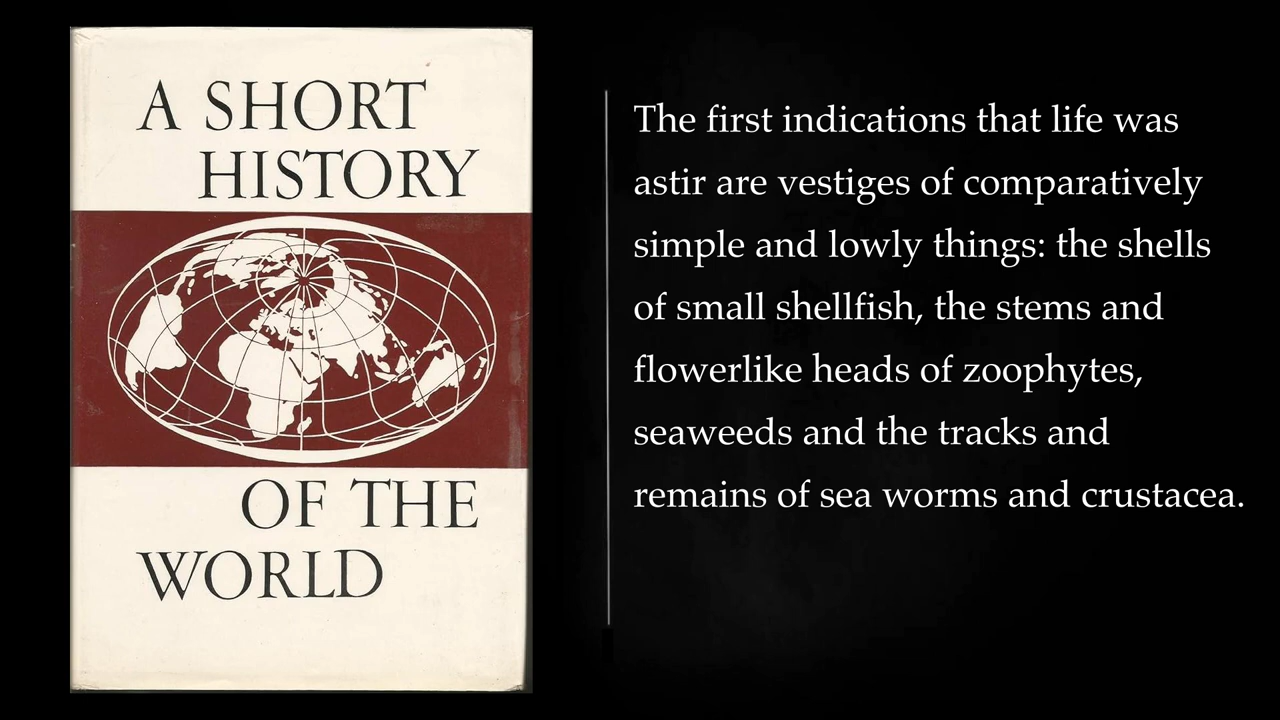 A SHORT
HISTORY
OF THE
WORLD
The first indications that life was
astir are vestiges of comparatively
simple and lowly things: the shells
of small shellfish, the stems and
flowerlike heads of zoophytes,
seaweeds and the tracks and
remains of sea worms and crustacea.